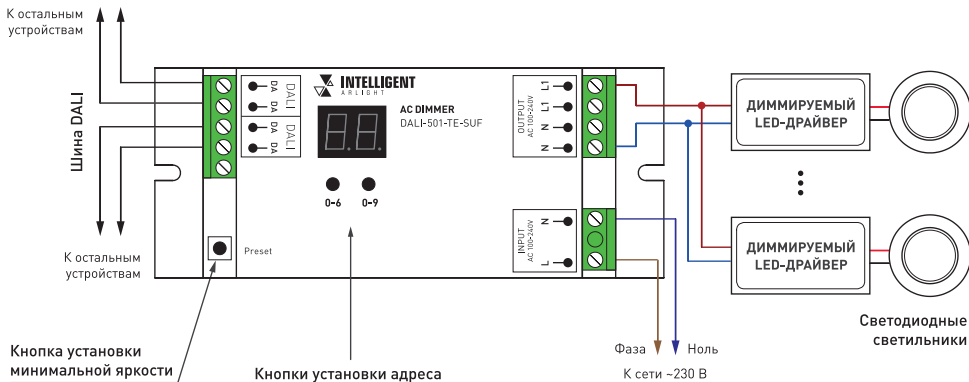 К остальным
устройствам
Шина DALI
К остальным
устройствам
DA
DA
DALI
DA
DA
DALI
Preset
INTELLIGENT
ARLIGHT
AC DIMMER
DALI-501-TE-SUF
0-6
0-9
OUTPUT
AC 100-240V
L1
L1
N
N
INPUT
AC 100-240V
N
L
ДИММИРУЕМЫЙ
LED-ДРАЙВЕР
ДИММИРУЕМЫЙ
LED-ДРАЙВЕР
Светодиодные
светильники
Фаза
Ноль
К сети ~230 В
Кнопка установки
минимальной яркости
Кнопки установки адреса